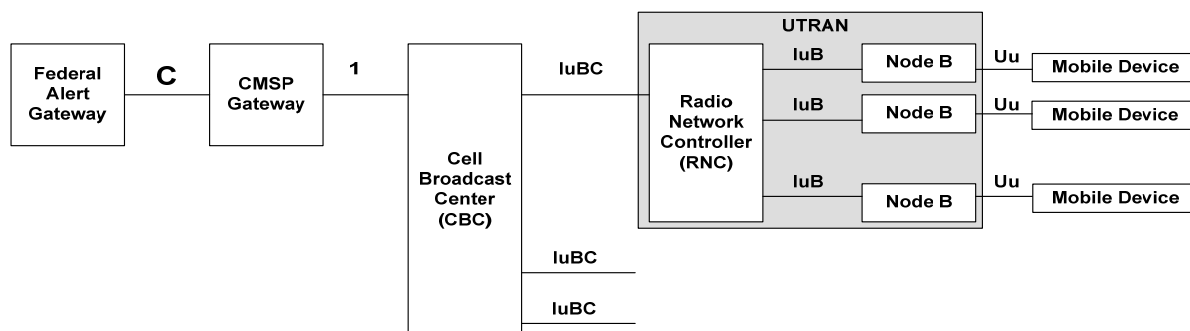 UTRAN
Federal
Alert
Gateway
C
CMSP
Gateway
1
Cell
Broadcast
Center
(CBC)
IuBC
Radio
Network
Controller
(RNC)
IuB
Node B
Uu
Mobile Device
IuB
Node B
Uu
Mobile Device
IuB
Node B
Uu
Mobile Device
IuBC
IuBC